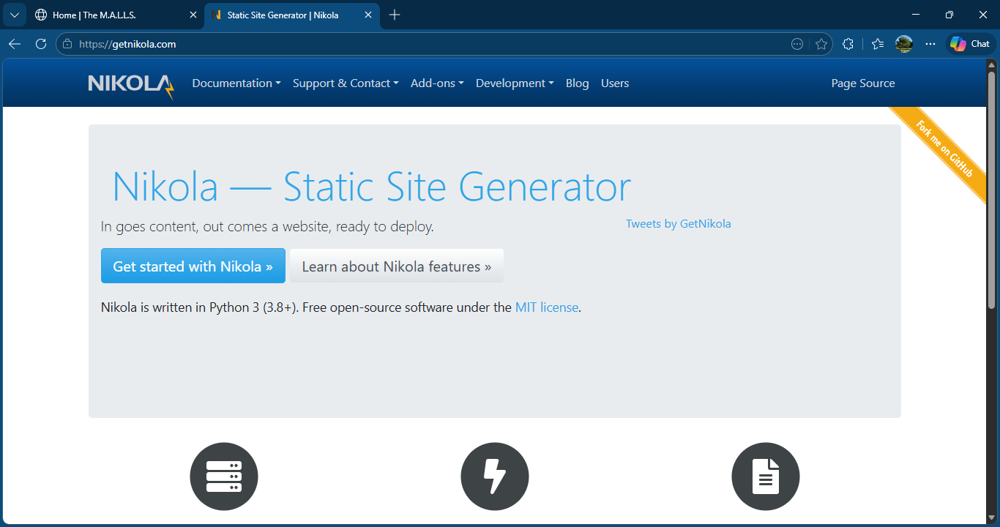 Home | The M.A.L.L.S.
Static Site Generator | Nikola
https://getnikola.com
Chat
NIKOLA
Documentation
Support & Contact
Add-ons
Development
Blog
Users
Page Source
Fork me on GitHub
Nikola — Static Site Generator
In goes content, out comes a website, ready to deploy.
Tweets by GetNikola
Get started with Nikola »
Learn about Nikola features »
Nikola is written in Python 3 (3.8+). Free open-source software under the MIT license.